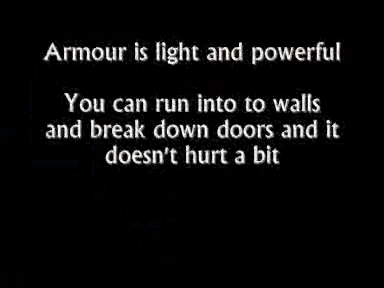 Armour is light and powerful
You can run into to walls
and break down doors and it
doesn't hurt a bit